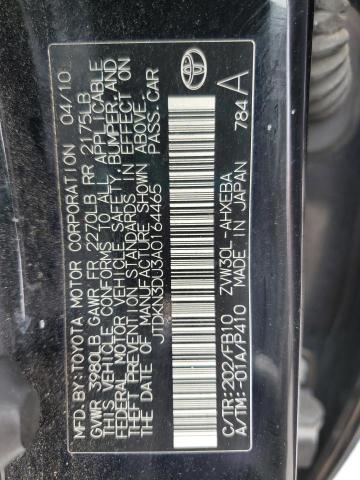 MFD. BY: TOYOTA MOTOR CORPORATION 04/10
GVWR 3980LB GAWR FR 2270LB RR 2175LB
THIS VEHICLE CONFORMS TO ALL APPLICABLE
FEDERAL MOTOR VEHICLE SAFETY, BUMPER, AND
THEFT PREVENTION STANDARDS IN EFFECT ON
THE DATE OF MANUFACTURE SHOWN ABOVE.
JTDKN3DU3A0164465 PASS. CAR
C/TR: 202/FB10 ZVW30L-AHXEBA
A/TM: -01A/P410 MADE IN JAPAN 784 A